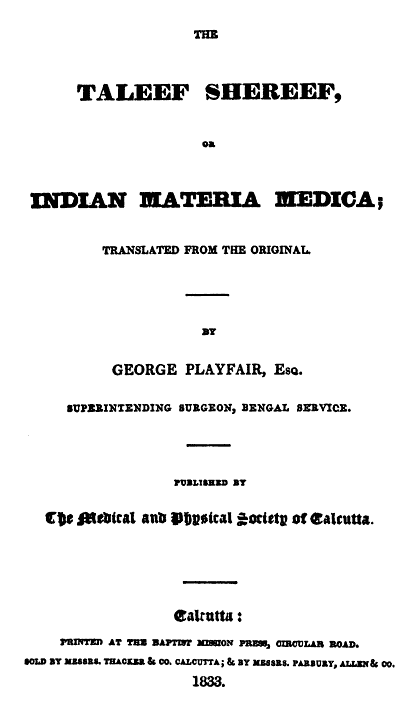 THE
TALEEF SHEREEF,
OR
INDIAN MATERIA MEDICA;
TRANSLATED FROM THE ORIGINAL.
BY
GEORGE PLAYFAIR, Esq.
SUPERINTENDING SURGEON, BENGAL SERVICE.
PUBLISHED BY
The Medical and Physical Society of Calcutta.
Calcutta:
PRINTED AT THE BAPTIST MISSION PRESS, CIRCULAR ROAD.
SOLD BY MESSRS. THACKER & CO. CALCUTTA; & BY MESSRS. PARBURY, ALLEN & CO.
1833.